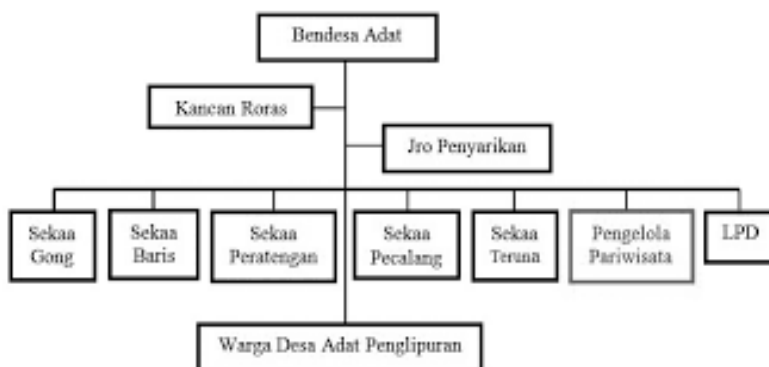 Bendesa Adat
Kancan Roras
Jro Penyarikan
Sekaa
Gong
Sekaa
Baris
Sekaa
Peratengan
Sekaa
Pecalang
Sekaa
Teruna
Pengelola
Pariwisata
LPD
Warga Desa Adat Penglipuran